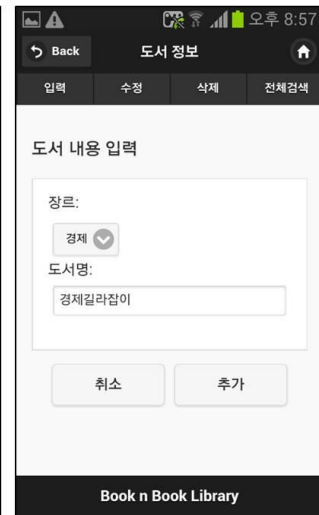 오후 8:57
Back 도서 정보
입력 수정 삭제 전체검색
도서 내용 입력
장르:
경제
도서명:
경제길라잡이
취소 추가
Book n Book Library